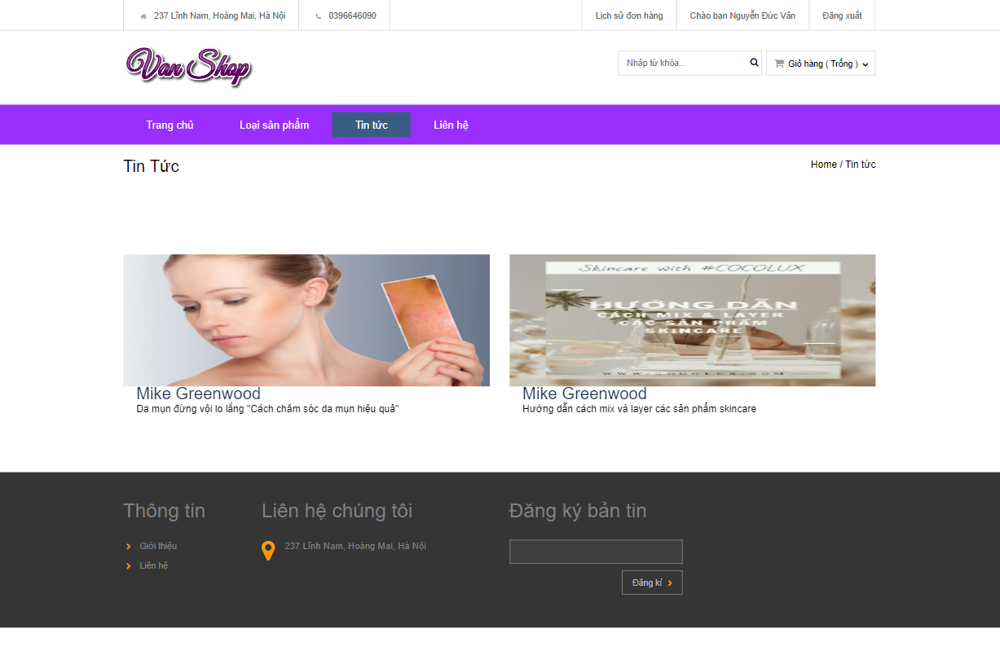 237 Lĩnh Nam, Hoàng Mai, Hà Nội
0396646090
Lịch sử đơn hàng
Chào bạn Nguyễn Đức Vân
Đăng xuất
Van Shop
Nhập từ khóa...
Giỏ hàng ( Trống )
Trang chủ
Loại sản phẩm
Tin tức
Liên hệ
Tin Tức
Home / Tin tức
Skincare with #COCOLUX
HƯỚNG DẪN
CÁCH MIX & LAYER
CÁC SẢN PHẨM
SKINCARE
WWW.COCOLUX.COM
Mike Greenwood
Da mụn đừng vội lo lắng "Cách chăm sóc da mụn hiệu quả"
Mike Greenwood
Hướng dẫn cách mix và layer các sản phẩm skincare
Thông tin
Giới thiệu
Liên hệ
Liên hệ chúng tôi
237 Lĩnh Nam, Hoàng Mai, Hà Nội
Đăng ký bản tin
Đăng kí